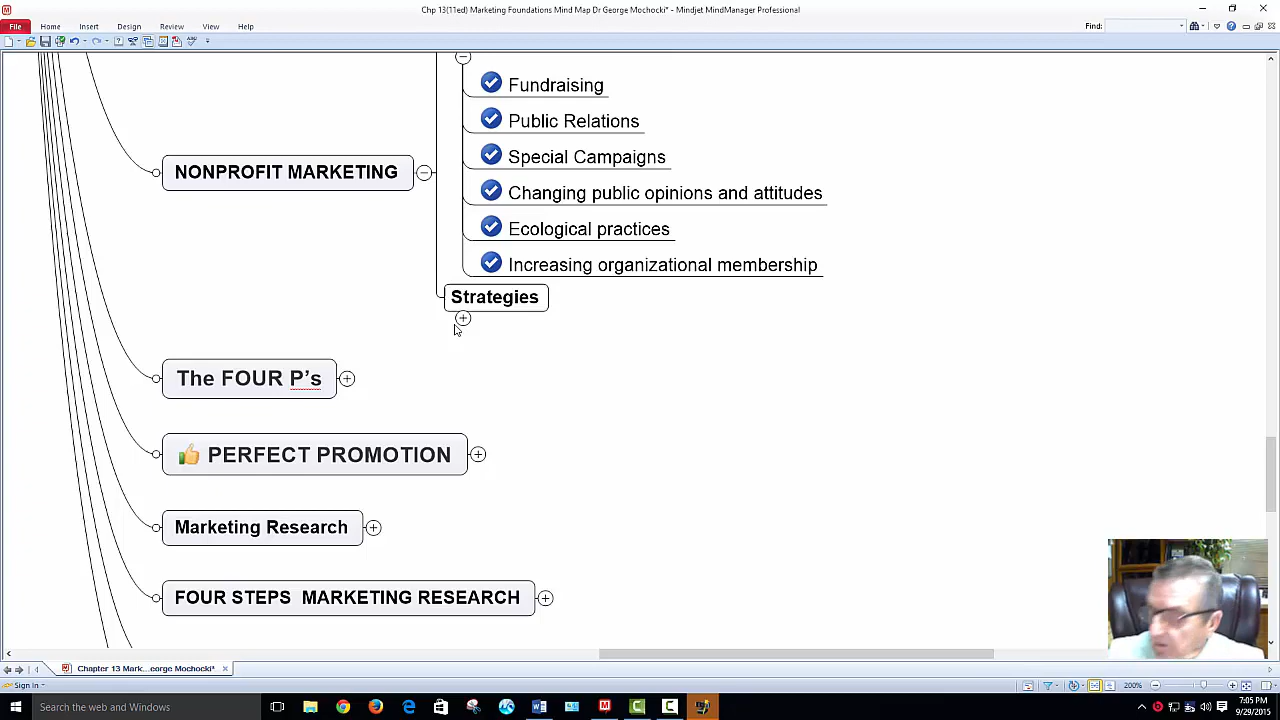 Chp 13(11ed) Marketing Foundations Mind Map Dr George Mochocki* - Mindjet MindManager Professional
File Home Insert Design Review View Help
Find:
Fundraising
Public Relations
Special Campaigns
NONPROFIT MARKETING
Changing public opinions and attitudes
Ecological practices
Increasing organizational membership
Strategies
The FOUR P's
PERFECT PROMOTION
Marketing Research
FOUR STEPS MARKETING RESEARCH
Chapter 13 Mark...eorge Mochocki*
Sign In
200%
Search the web and Windows
7:05 PM
9/29/2015